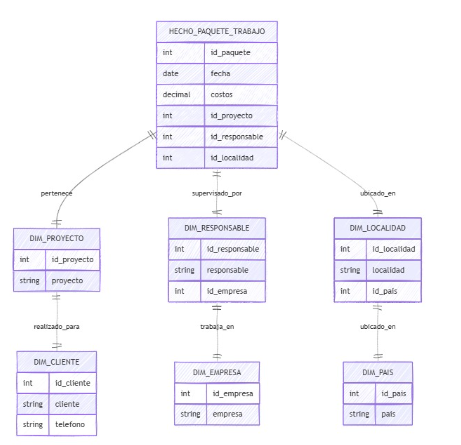 HECHO_PAQUETE_TRABAJO
int id_paquete
date fecha
decimal costos
int id_proyecto
int id_responsable
int id_localidad
pertenece
supervisado_por
ubicado_en
DIM_PROYECTO
int id_proyecto
string proyecto
DIM_RESPONSABLE
int id_responsable
string responsable
int id_empresa
DIM_LOCALIDAD
int id_localidad
string localidad
int id_pais
realizado_para
trabaja_en
ubicado_en
DIM_CLIENTE
int id_cliente
string cliente
string telefono
DIM_EMPRESA
int id_empresa
string empresa
DIM_PAIS
int id_pais
string pais